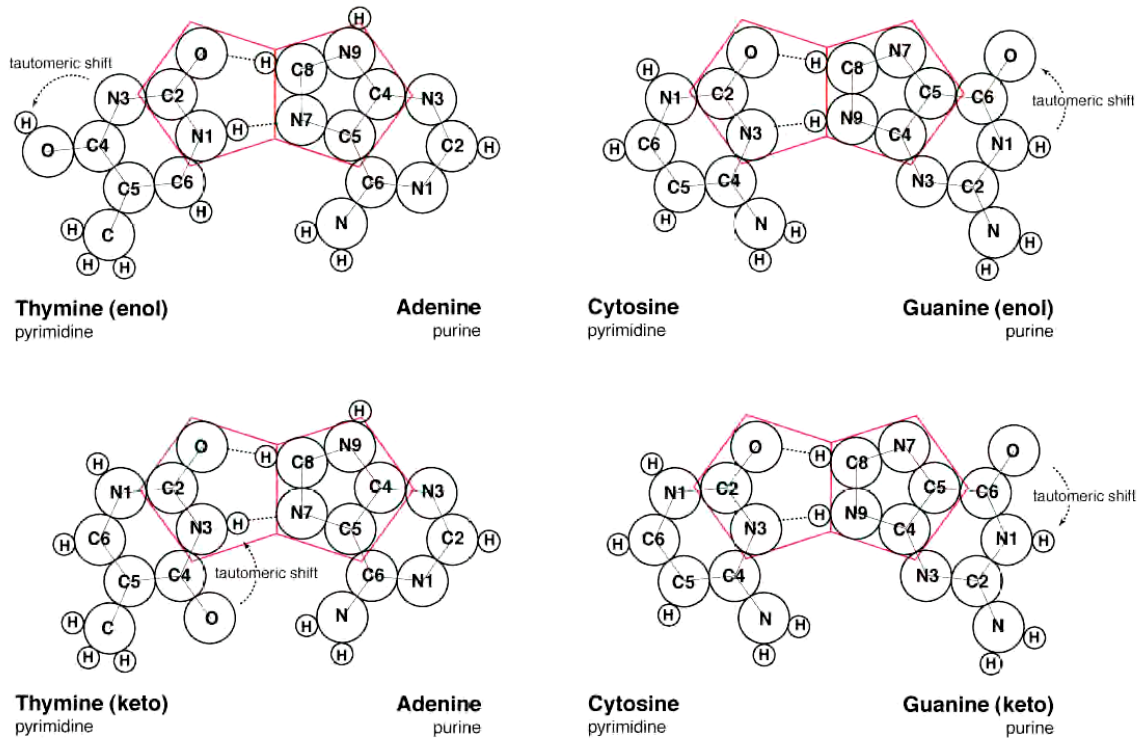 H
O
N9
H
C8
tautomeric shift
N3
C2
C4
N3
H
N1
H
N7
C5
O
C4
C2
H
C5
C6
C6
N1
H
H
C
N
H
H
H
H
Thymine (enol)
pyrimidine
Adenine
purine
O
N7
O
H
C8
H
N1
C2
C5
C6
tautomeric shift
N3
H
N9
C4
H
C6
N1
H
C5
C4
N3
C2
H
N
H
N
H
H
H
Cytosine
pyrimidine
Guanine (enol)
purine
H
O
N9
H
C8
H
N1
C2
C4
N3
N3
H
N7
C5
H
C6
C2
H
tautomeric shift
C5
C4
C6
N1
H
C
O
N
H
H
H
H
Thymine (keto)
pyrimidine
Adenine
purine
O
N7
O
H
C8
H
N1
C2
C5
C6
tautomeric shift
N3
H
N9
C4
H
C6
N1
H
C5
C4
N3
C2
H
N
H
N
H
H
H
Cytosine
pyrimidine
Guanine (keto)
purine